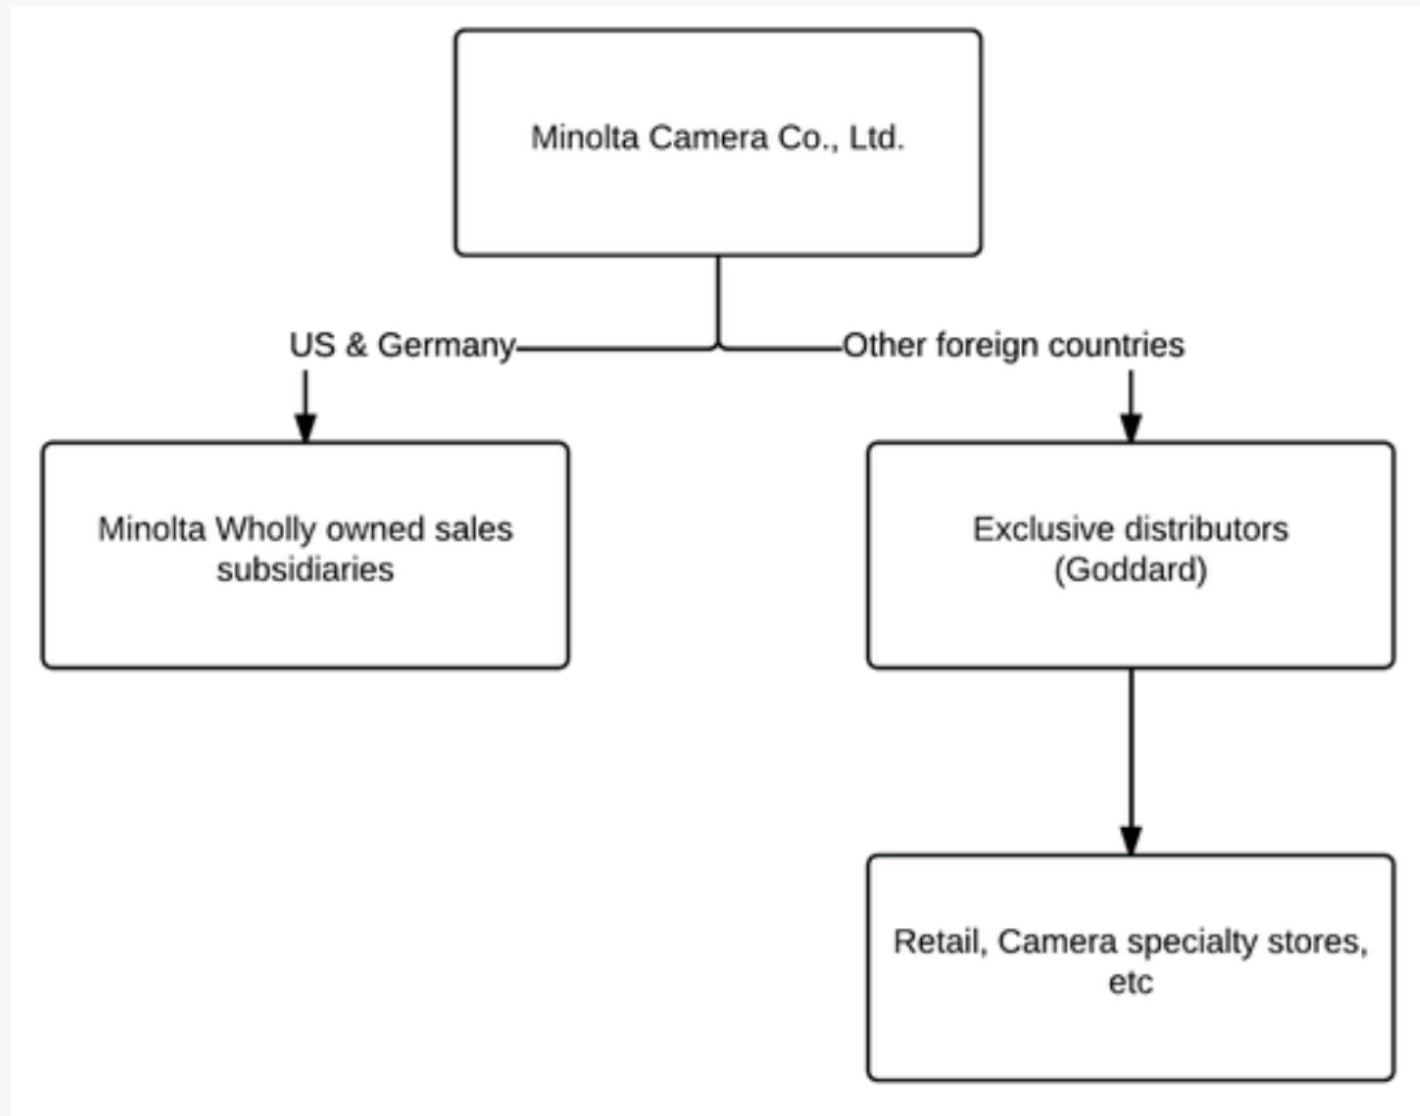 Minolta Camera Co., Ltd.
US & Germany
Other foreign countries
Minolta Wholly owned sales
subsidiaries
Exclusive distributors
(Goddard)
Retail, Camera specialty stores,
etc